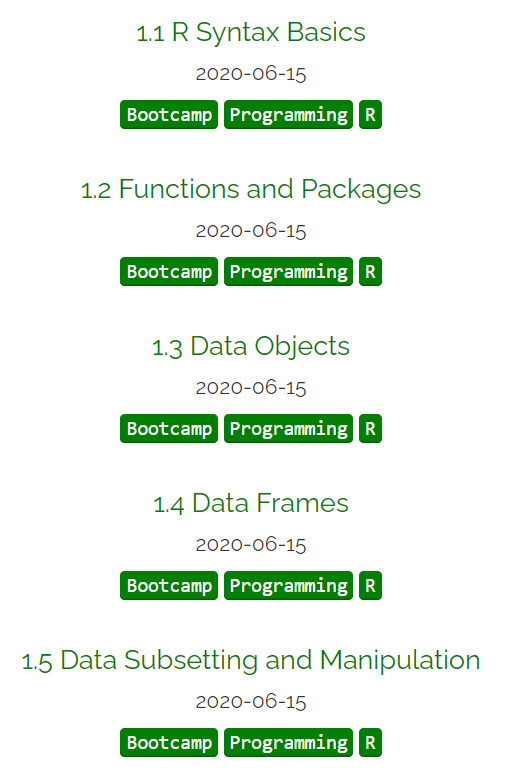 1.1 R Syntax Basics
2020-06-15
Bootcamp Programming R
1.2 Functions and Packages
2020-06-15
Bootcamp Programming R
1.3 Data Objects
2020-06-15
Bootcamp Programming R
1.4 Data Frames
2020-06-15
Bootcamp Programming R
1.5 Data Subsetting and Manipulation
2020-06-15
Bootcamp Programming R